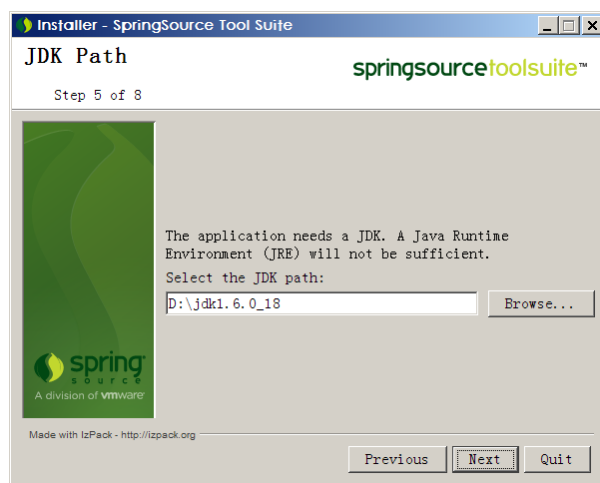 Installer - SpringSource Tool Suite
JDK Path
springsourcetoolsuite™
Step 5 of 8
The application needs a JDK. A Java Runtime
Environment (JRE) will not be sufficient.
Select the JDK path:
D:\jdk1.6.0_18
Browse...
spring
source
A division of vmware
Made with IzPack - http://izpack.org
Previous
Next
Quit